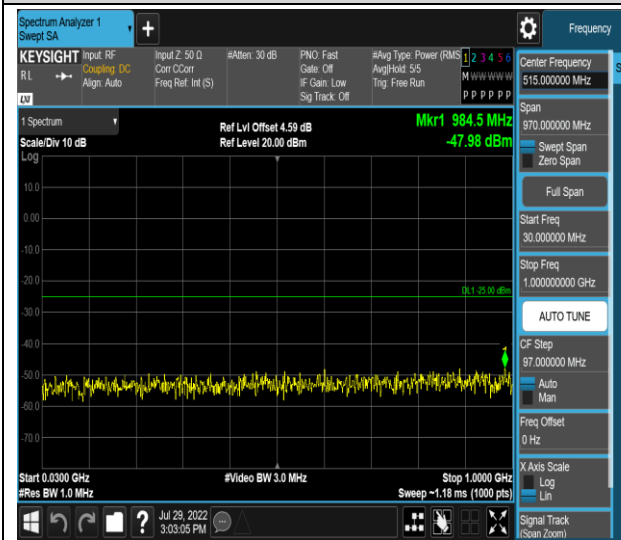 Spectrum Analyzer 1
Swept SA
+
Frequency
KEYSIGHT
RL
LXI
Input: RF
Coupling: DC
Align: Auto
Input Z: 50 Ω
Corr CCorr
Freq Ref: Int (S)
#Atten: 30 dB
PNO: Fast
Gate: Off
IF Gain: Low
Sig Track: Off
#Avg Type: Power (RMS
Avg|Hold: 5/5
Trig: Free Run
1 2 3 4 5 6
M W W W W W
P P P P P P
1 Spectrum
Scale/Div 10 dB
Ref Lvl Offset 4.59 dB
Ref Level 20.00 dBm
Mkr1 984.5 MHz
-47.98 dBm
Log
10.0
0.00
-10.0
-20.0
-30.0
-40.0
-50.0
-60.0
-70.0
DL1 -25.00 dBm
1
Start 0.0300 GHz
#Res BW 1.0 MHz
#Video BW 3.0 MHz
Stop 1.0000 GHz
Sweep ~1.18 ms (1000 pts)
Jul 29, 2022
3:03:05 PM
?
Center Frequency
515.000000 MHz
S
Span
970.000000 MHz
Swept Span
Zero Span
Full Span
Start Freq
30.000000 MHz
Stop Freq
1.000000000 GHz
AUTO TUNE
CF Step
97.000000 MHz
Auto
Man
Freq Offset
0 Hz
X Axis Scale
Log
Lin
Signal Track
(Span Zoom)